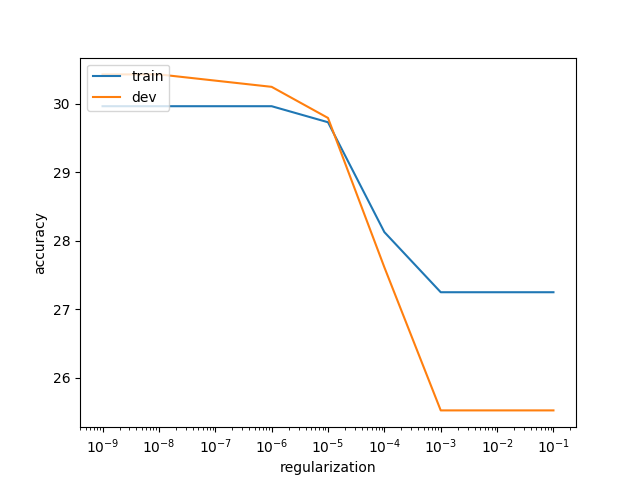 train
dev
30
29
28
27
26
accuracy
10⁻⁹ 10⁻⁸ 10⁻⁷ 10⁻⁶ 10⁻⁵ 10⁻⁴ 10⁻³ 10⁻² 10⁻¹
regularization